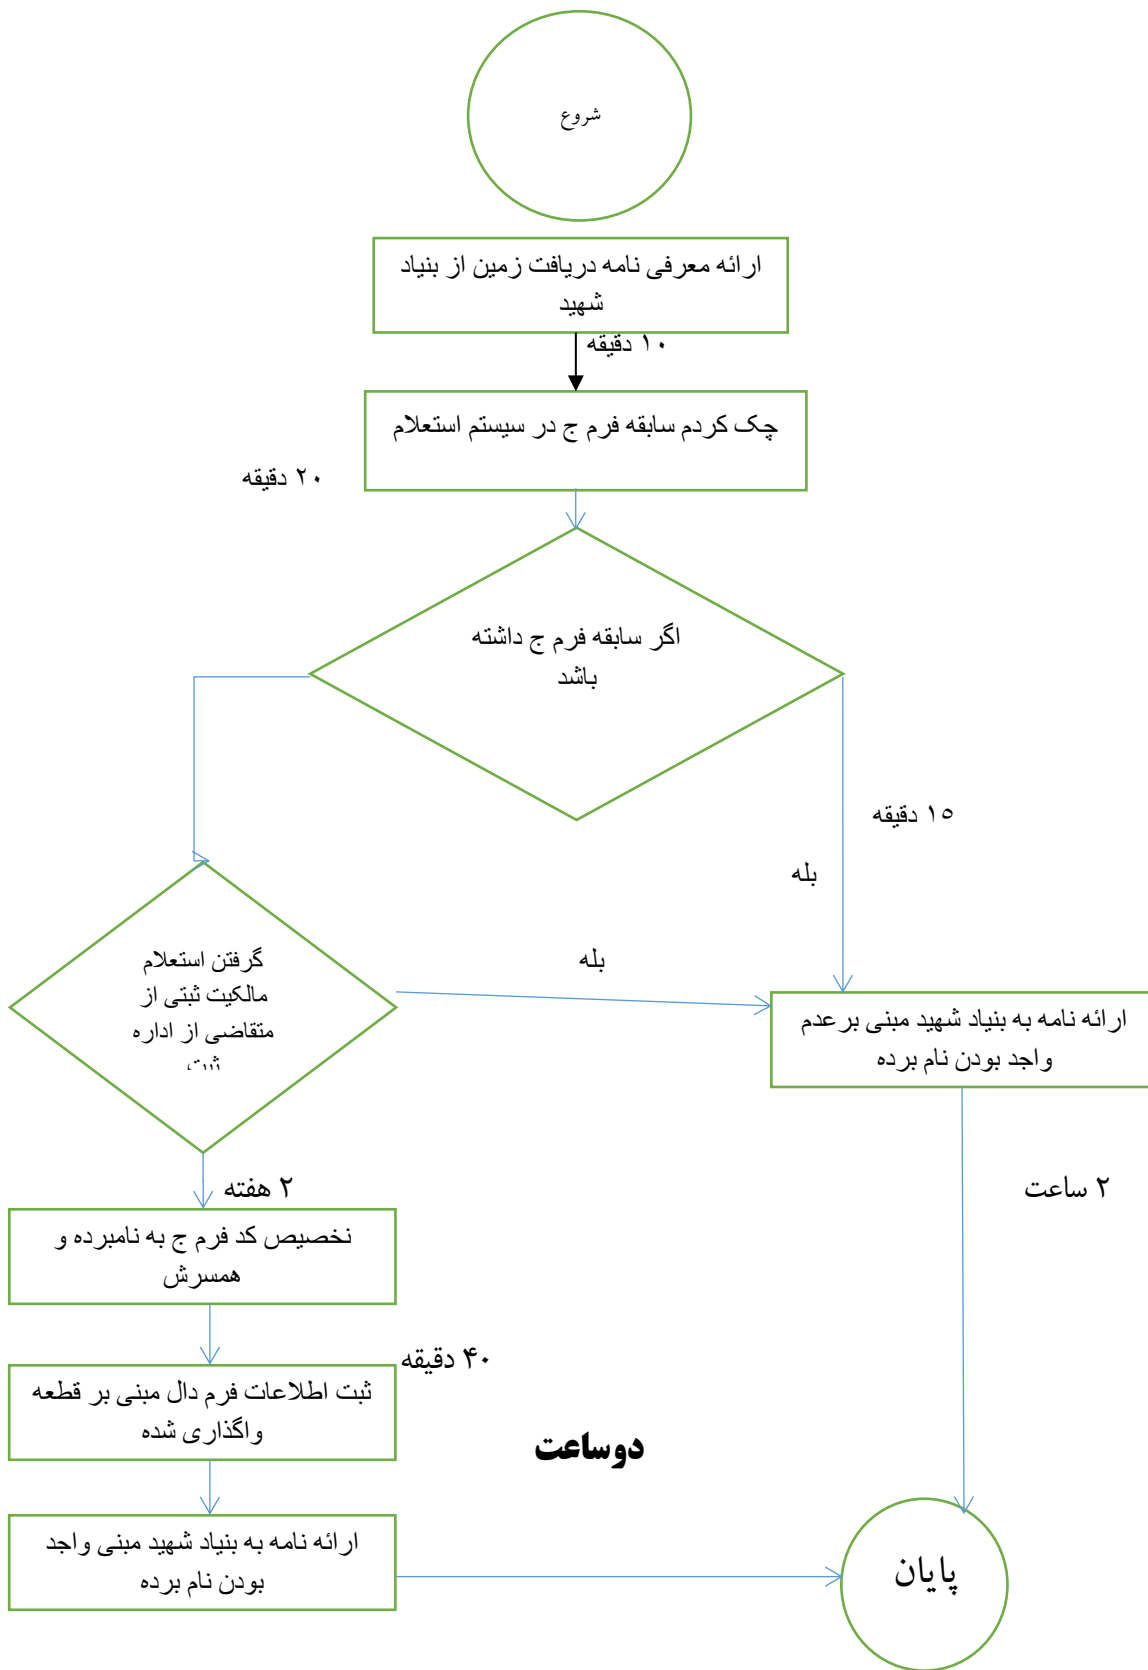 شروع
ارائه معرفی نامه دریافت زمین از بنیاد
شهید
۱۰ دقیقه
چک کردم سابقه فرم ج در سیستم استعلام
۲۰ دقیقه
اگر سابقه فرم ج داشته
باشد
۱۵ دقیقه
بله
بله
گرفتن استعلام
مالکیت ثبتی از
متقاضی از اداره
ثبت
ارائه نامه به بنیاد شهید مبنی برعدم
واجد بودن نام برده
۲ هفته
۲ ساعت
نخصیص کد فرم ج به نامبرده و
همسرش
۴۰ دقیقه
ثبت اطلاعات فرم دال مبنی بر قطعه
واگذاری شده
دوساعت
ارائه نامه به بنیاد شهید مبنی واجد
بودن نام برده
پایان